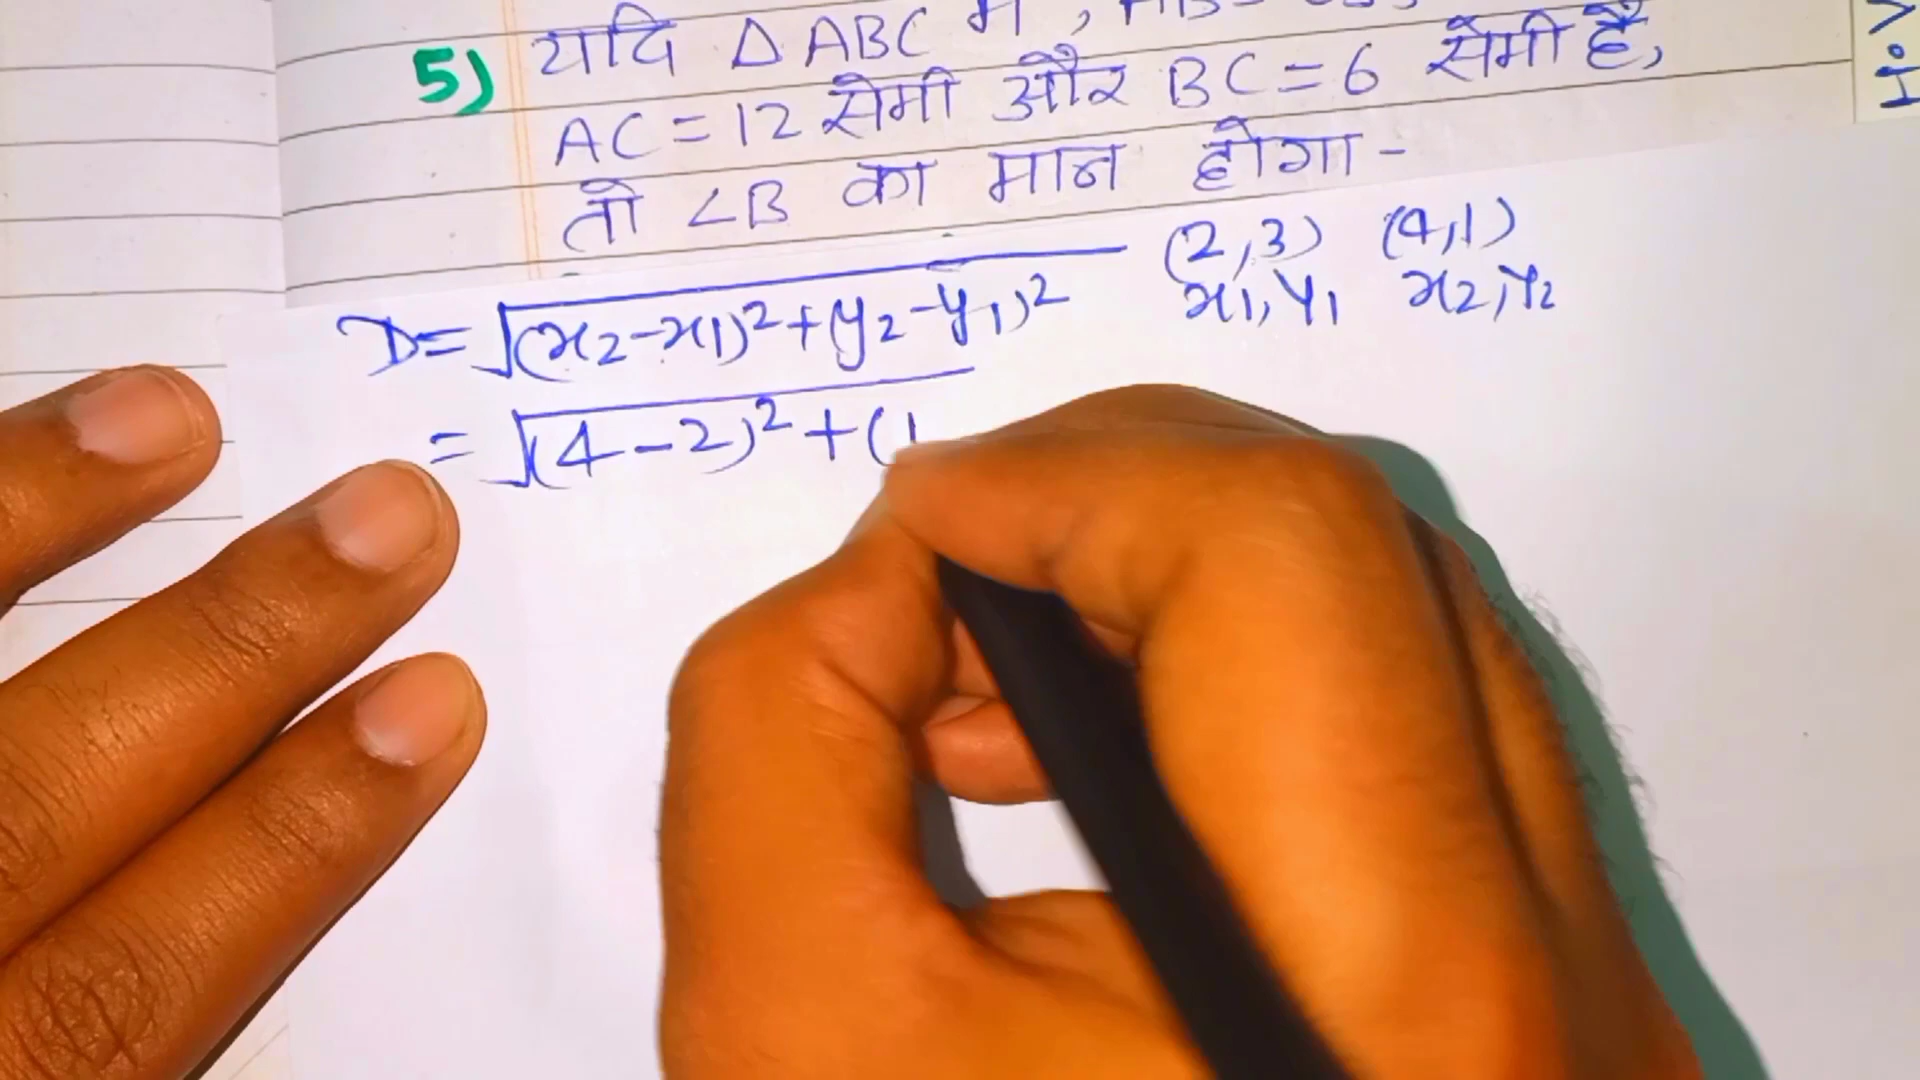 5) यदि △ABC में,
AC=12 सेमी और BC=6 सेमी है,
तो ∠B का मान होगा-
(2,3) (4,1)
D=√(x2-x1)²+(y2-y1)² x1,y1 x2,y2
=√(4-2)²+(1